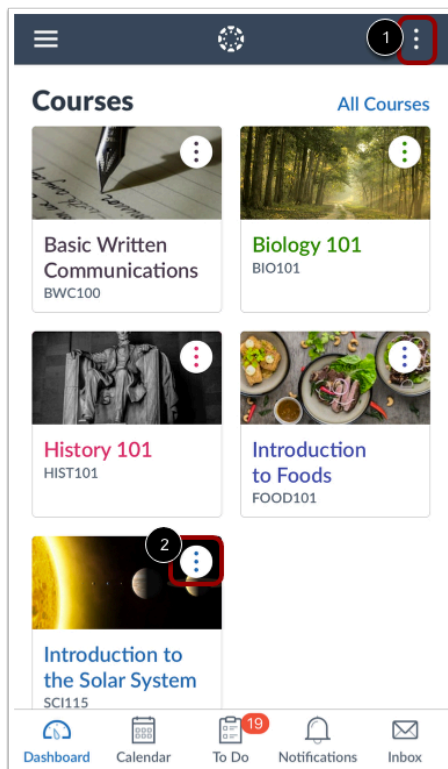 1
Courses
All Courses
Basic Written
Communications
BWC100
Biology 101
BIO101
History 101
HIST101
Introduction
to Foods
FOOD101
2
Introduction to
the Solar System
SCI115
19
Dashboard
Calendar
To Do
Notifications
Inbox